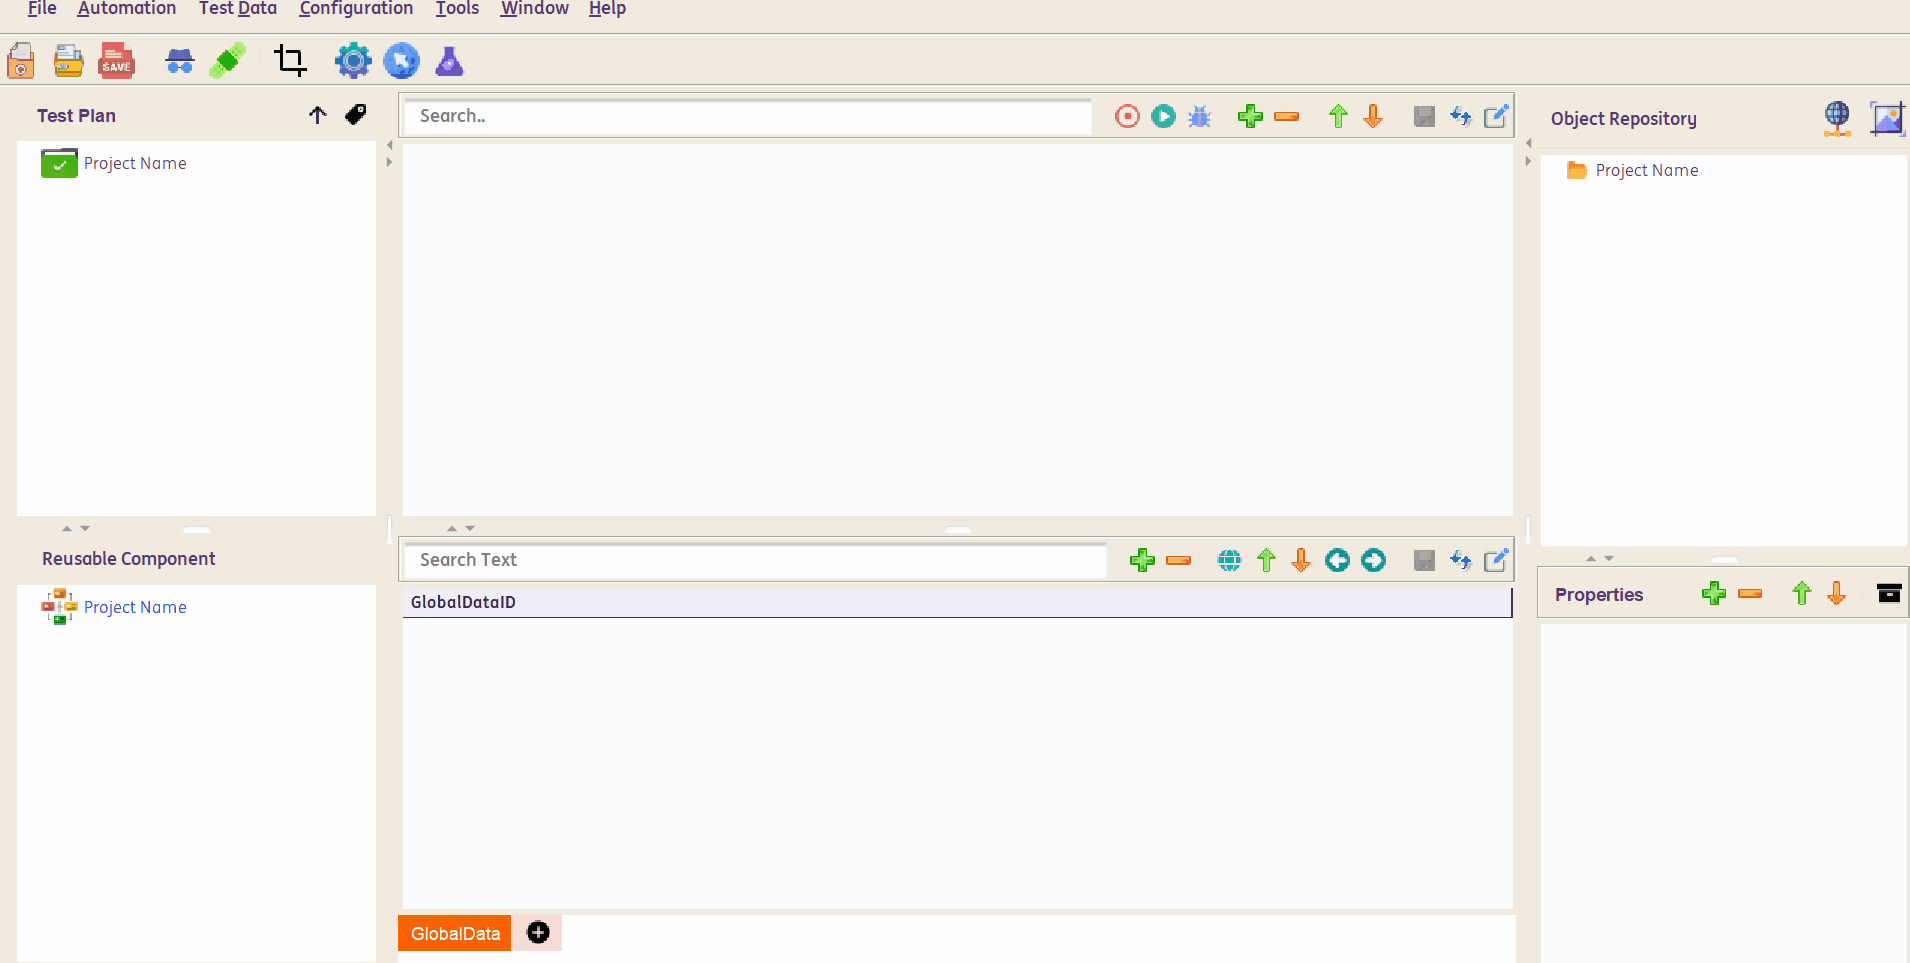 File Automation Test Data Configuration Tools Window Help
SAVE
Test Plan
Search..
Object Repository
Project Name
Project Name
Reusable Component
Search Text
Project Name
GlobalDataID
Properties
GlobalData